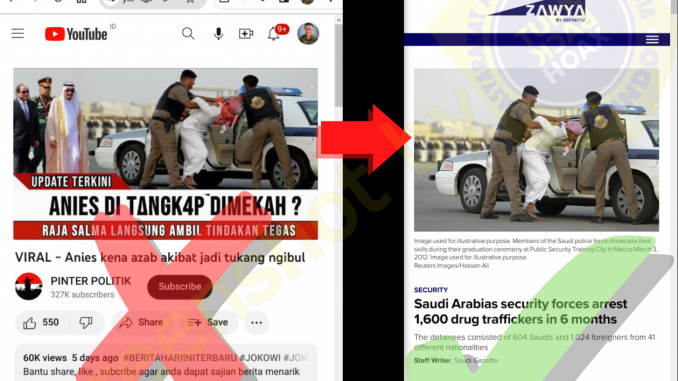 YouTube ID
9+
UPDATE TERKINI
ANIES DI TANGK4P DIMEKAH ?
RAJA SALMA LANGSUNG AMBIL TINDAKAN TEGAS
VIRAL ~ Anies kena azab akibat jadi tukang ngibul
PINTER POLITIK
327K subscribers
Subscribe
550
Share
Save
60K views 5 days ago #BERITAHARIINITERBARU #JOKOWI
Bantu share, like , subcribe agar anda dapat sajian berita menarik
ZAWYA
BY REFINITIV
HOAX
Image used for illustrative purpose. Members of the Saudi police force showcase their
skills during their graduation ceremony at Public Security Training City in Mecca March 3,
2012. Image used for illustrative purpose.
Reuters Images/Hassan Ali
SECURITY
Saudi Arabias security forces arrest
1,600 drug traffickers in 6 months
The detainees consisted of 604 Saudis and 1,024 foreigners from 41
different nationalities
Staff Writer, Saudi Gazette